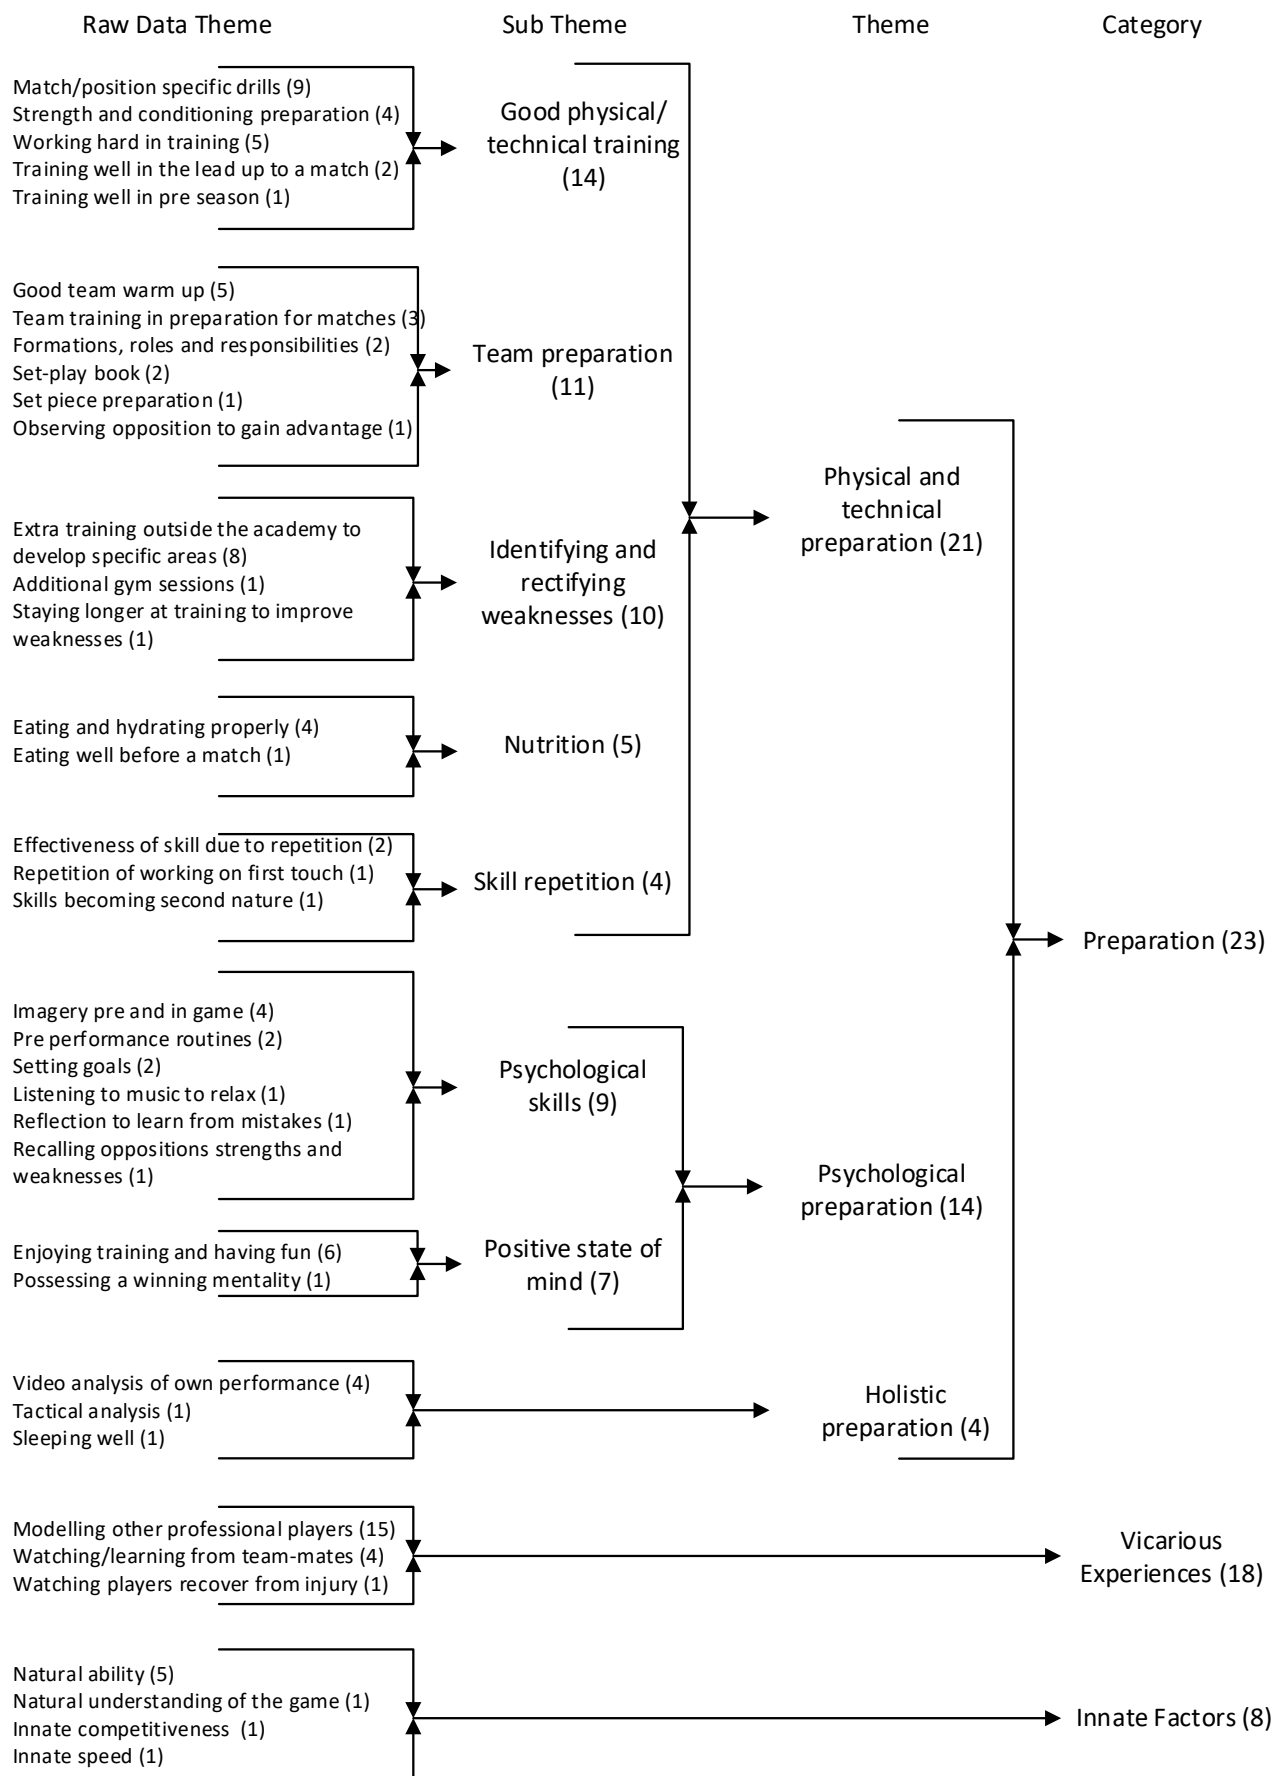 Raw Data Theme
Sub Theme
Theme
Category
Match/position specific drills (9)
Strength and conditioning preparation (4)
Working hard in training (5)
Training well in the lead up to a match (2)
Training well in pre season (1)
Good physical/
technical training
(14)
Good team warm up (5)
Team training in preparation for matches (3)
Formations, roles and responsibilities (2)
Set-play book (2)
Set piece preparation (1)
Observing opposition to gain advantage (1)
Team preparation
(11)
Extra training outside the academy to
develop specific areas (8)
Additional gym sessions (1)
Staying longer at training to improve
weaknesses (1)
Identifying and
rectifying
weaknesses (10)
Eating and hydrating properly (4)
Eating well before a match (1)
Nutrition (5)
Effectiveness of skill due to repetition (2)
Repetition of working on first touch (1)
Skills becoming second nature (1)
Skill repetition (4)
Physical and
technical
preparation (21)
Imagery pre and in game (4)
Pre performance routines (2)
Setting goals (2)
Listening to music to relax (1)
Reflection to learn from mistakes (1)
Recalling oppositions strengths and
weaknesses (1)
Psychological
skills (9)
Enjoying training and having fun (6)
Possessing a winning mentality (1)
Positive state of
mind (7)
Psychological
preparation (14)
Video analysis of own performance (4)
Tactical analysis (1)
Sleeping well (1)
Holistic
preparation (4)
Preparation (23)
Modelling other professional players (15)
Watching/learning from team-mates (4)
Watching players recover from injury (1)
Vicarious
Experiences (18)
Natural ability (5)
Natural understanding of the game (1)
Innate competitiveness  (1)
Innate speed (1)
Innate Factors (8)